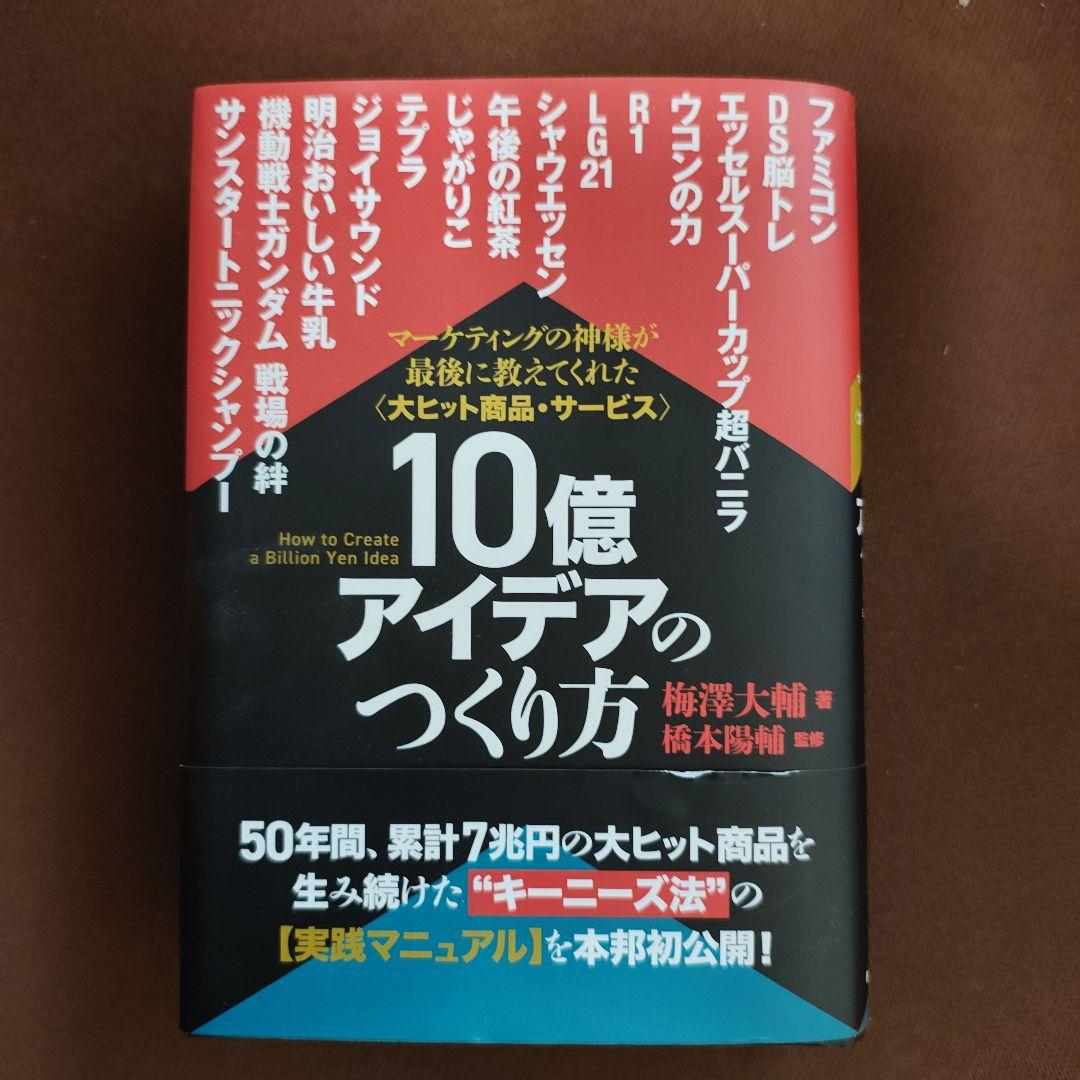 ファミコン
DS脳トレ
エッセルスーパーカップ超バニラ
ウコンの力
R1
LG21
シャウエッセン
午後の紅茶
じゃがりこ
テプラ
ジョイサウンド
明治おいしい牛乳
機動戦士ガンダム 戦場の絆
サンスタートニックシャンプー
マーケティングの神様が
最後に教えてくれた
〈大ヒット商品・サービス〉
10億
How to Create
a Billion Yen Idea
アイデアの
つくり方
梅澤大輔 著
橋本陽輔 監修
50年間、累計7兆円の大ヒット商品を
生み続けた“キーニーズ法”の
【実践マニュアル】を本邦初公開!